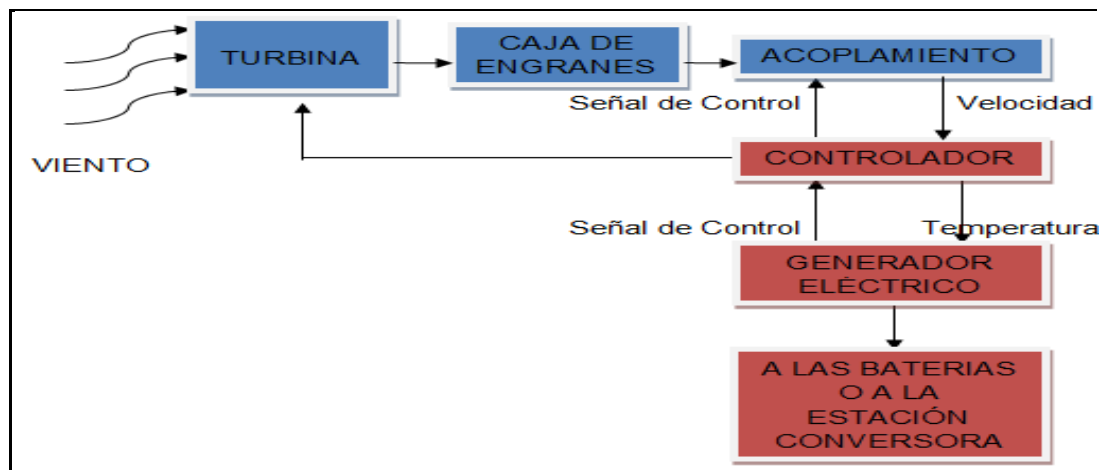 TURBINA
CAJA DE
ENGRANES
ACOPLAMIENTO
Señal de Control
Velocidad
VIENTO
CONTROLADOR
Señal de Control
Temperatura
GENERADOR
ELÉCTRICO
A LAS BATERIAS
O A LA
ESTACIÓN
CONVERSORA